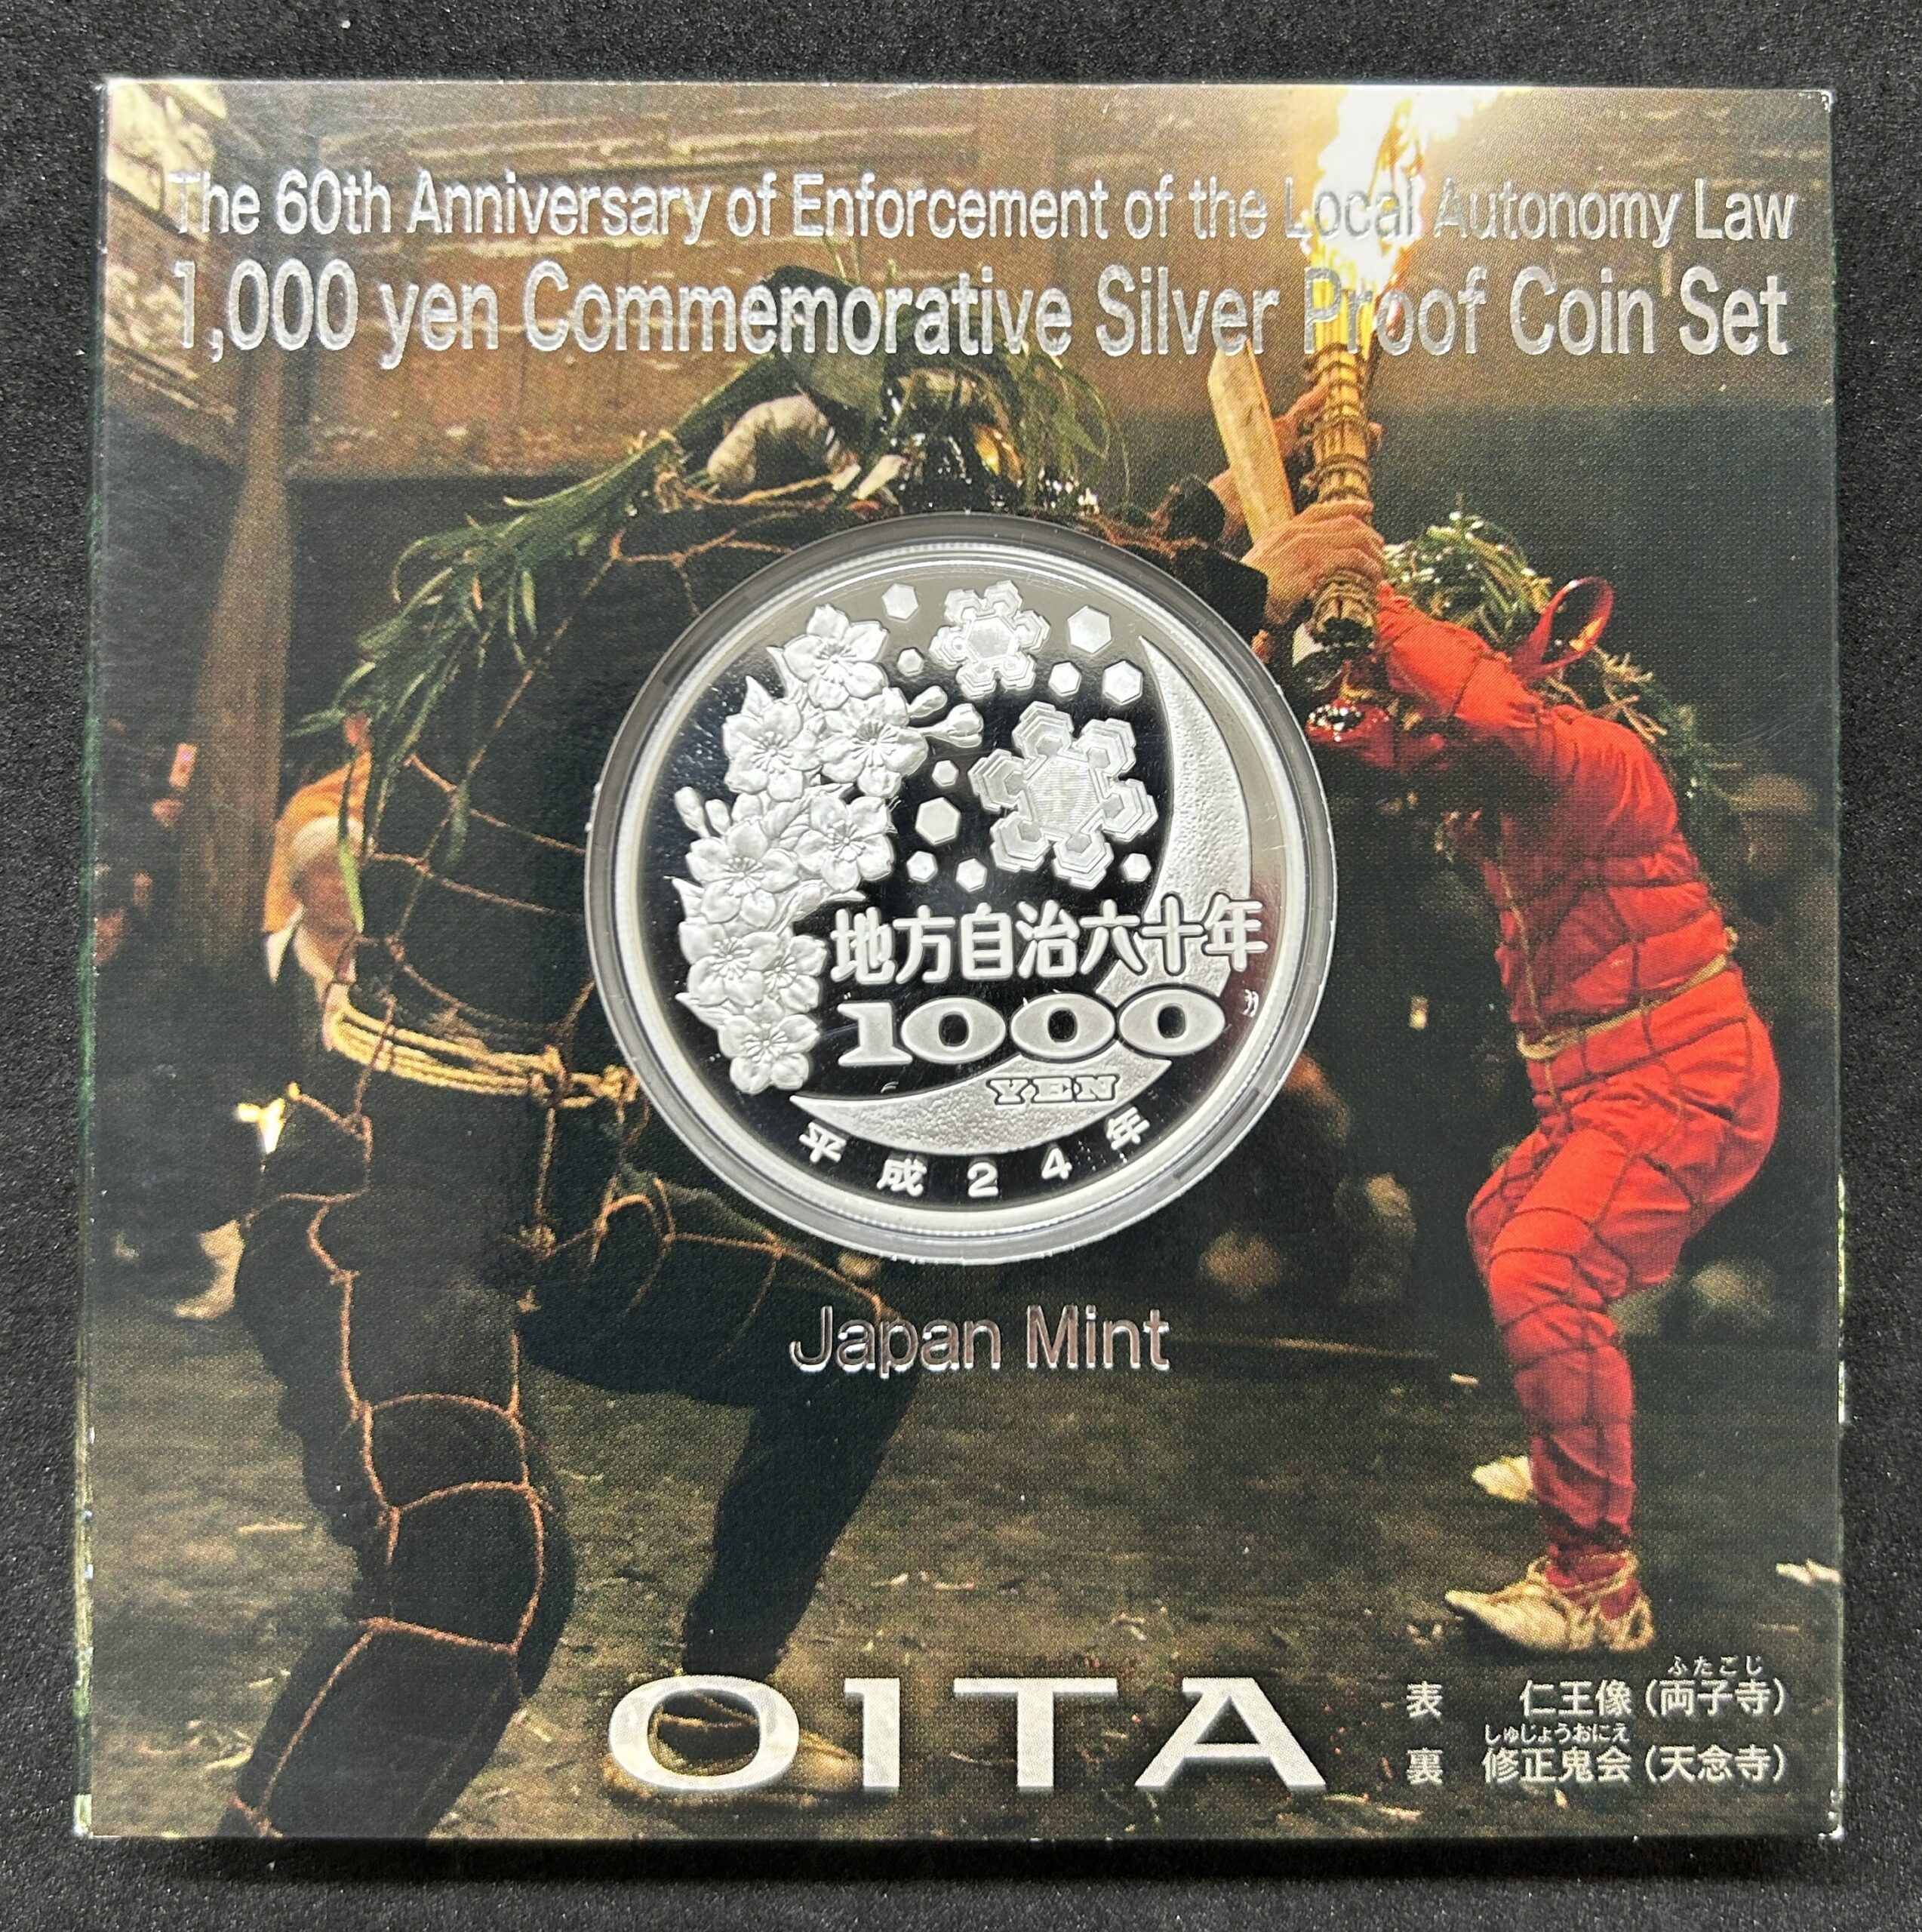 The 60th Anniversary of Enforcement of the Local Autonomy Law
1,000 yen Commemorative Silver Proof Coin Set
地方自治六十年
1000
YEN
平成24年
Japan Mint
OITA
ふたごじ
表 仁王像(両子寺)
しゅじょうおにえ
裏 修正鬼会(天念寺)